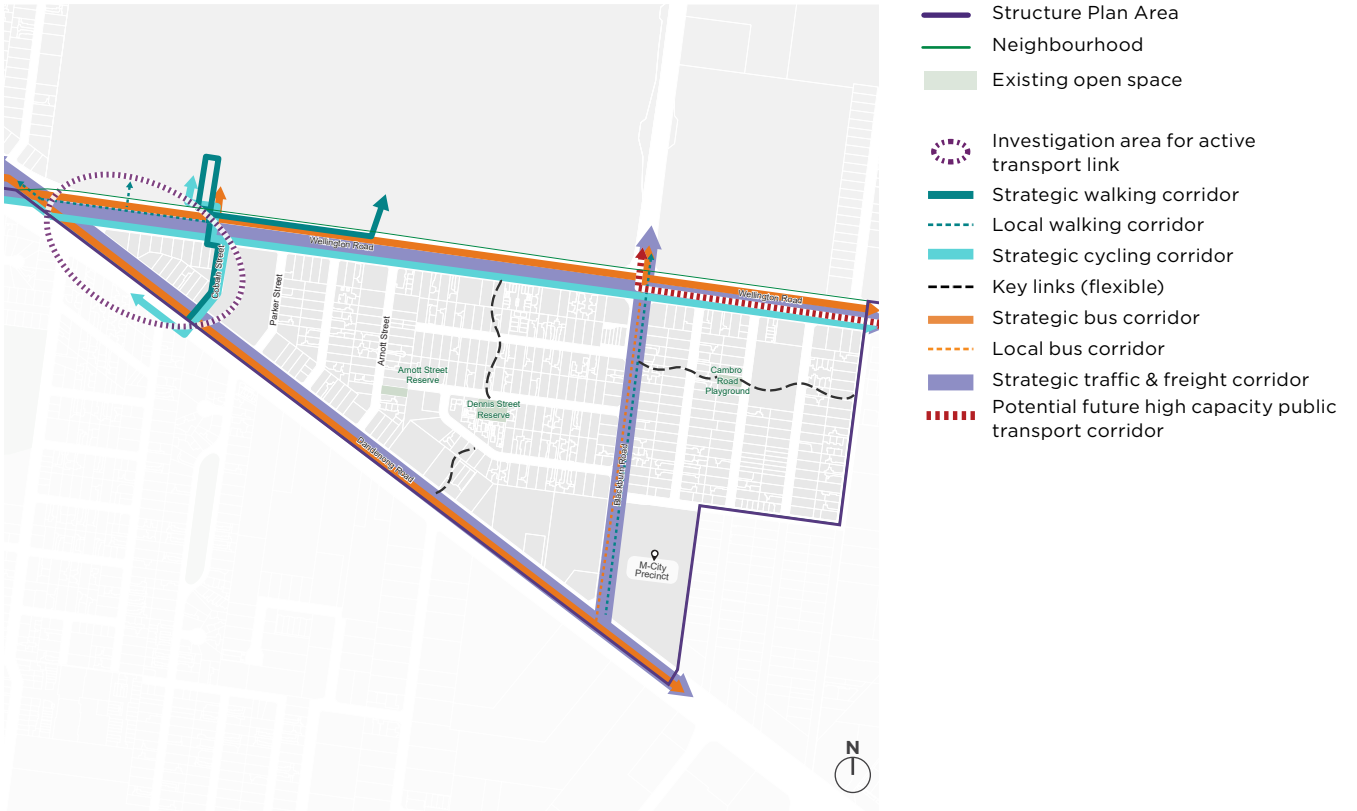 Structure Plan Area
Neighbourhood
Existing open space
Investigation area for active
transport link
Strategic walking corridor
Local walking corridor
Strategic cycling corridor
Key links (flexible)
Strategic bus corridor
Local bus corridor
Strategic traffic & freight corridor
Potential future high capacity public
transport corridor
Wellington Road
Wellington Road
Cobain Street
Parker Street
Arnott Street
Arnott Street
Reserve
Dennis Street
Reserve
Cambro
Road
Playground
Dandenong Road
Blackburn Road
M-City
Precinct
N